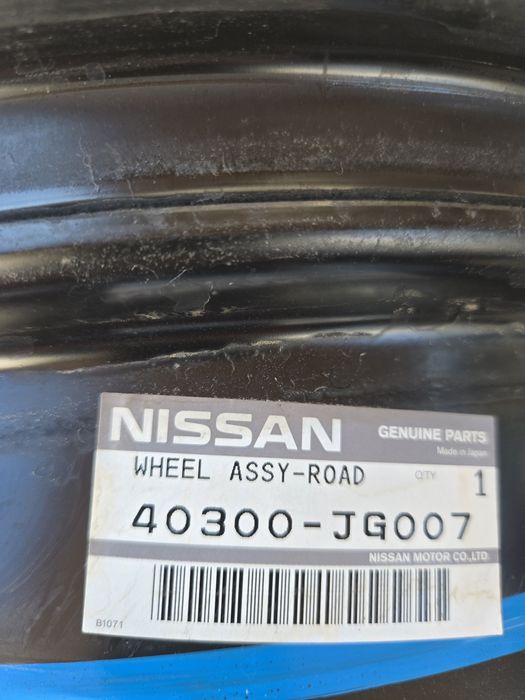 NISSAN GENUINE PARTS
Made in Japan
WHEEL ASSY-ROAD QTY 1
40300-JG007
NISSAN MOTOR CO.,LTD.
B1071